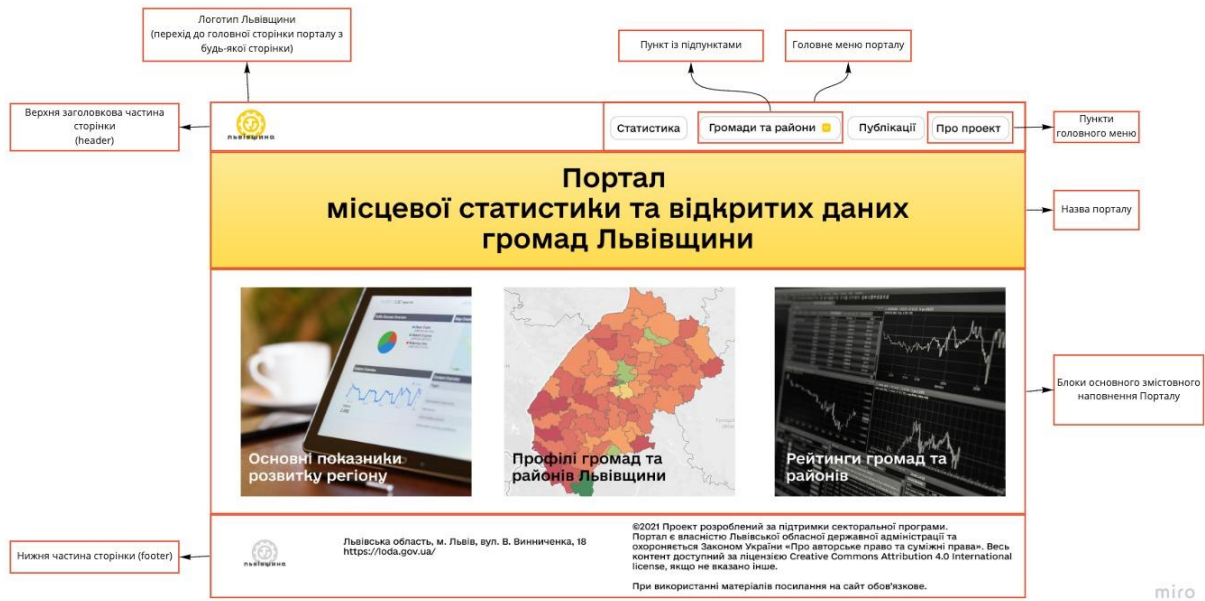 Логотип Львівщини
(перехід до головної сторінки порталу з
будь-якої сторінки)
Пункт із підпунктами
Головне меню порталу
Верхня заголовкова частина
сторінки
(header)
львівщина
Статистика
Громади та райони
Публікації
Про проект
Пункти
головного меню
Портал
місцевої статистики та відкритих даних
громад Львівщини
Назва порталу
Основні показники
розвитку регіону
Профілі громад та
районів Львівщини
Рейтинги громад та
районів
Блоки основного змістовного
наповнення Порталу
Нижня частина сторінки (footer)
львівщина
Львівська область, м. Львів, вул. В. Винниченка, 18
https://loda.gov.ua/
©2021 Проект розроблений за підтримки секторальної програми.
Портал є власністю Львівської обласної державної адміністрації та
охороняється Законом України «Про авторське право та суміжні права». Весь
контент доступний за ліцензією Creative Commons Attribution 4.0 International
license, якщо не вказано інше.
При використанні матеріалів посилання на сайт обов'язкове.
miro